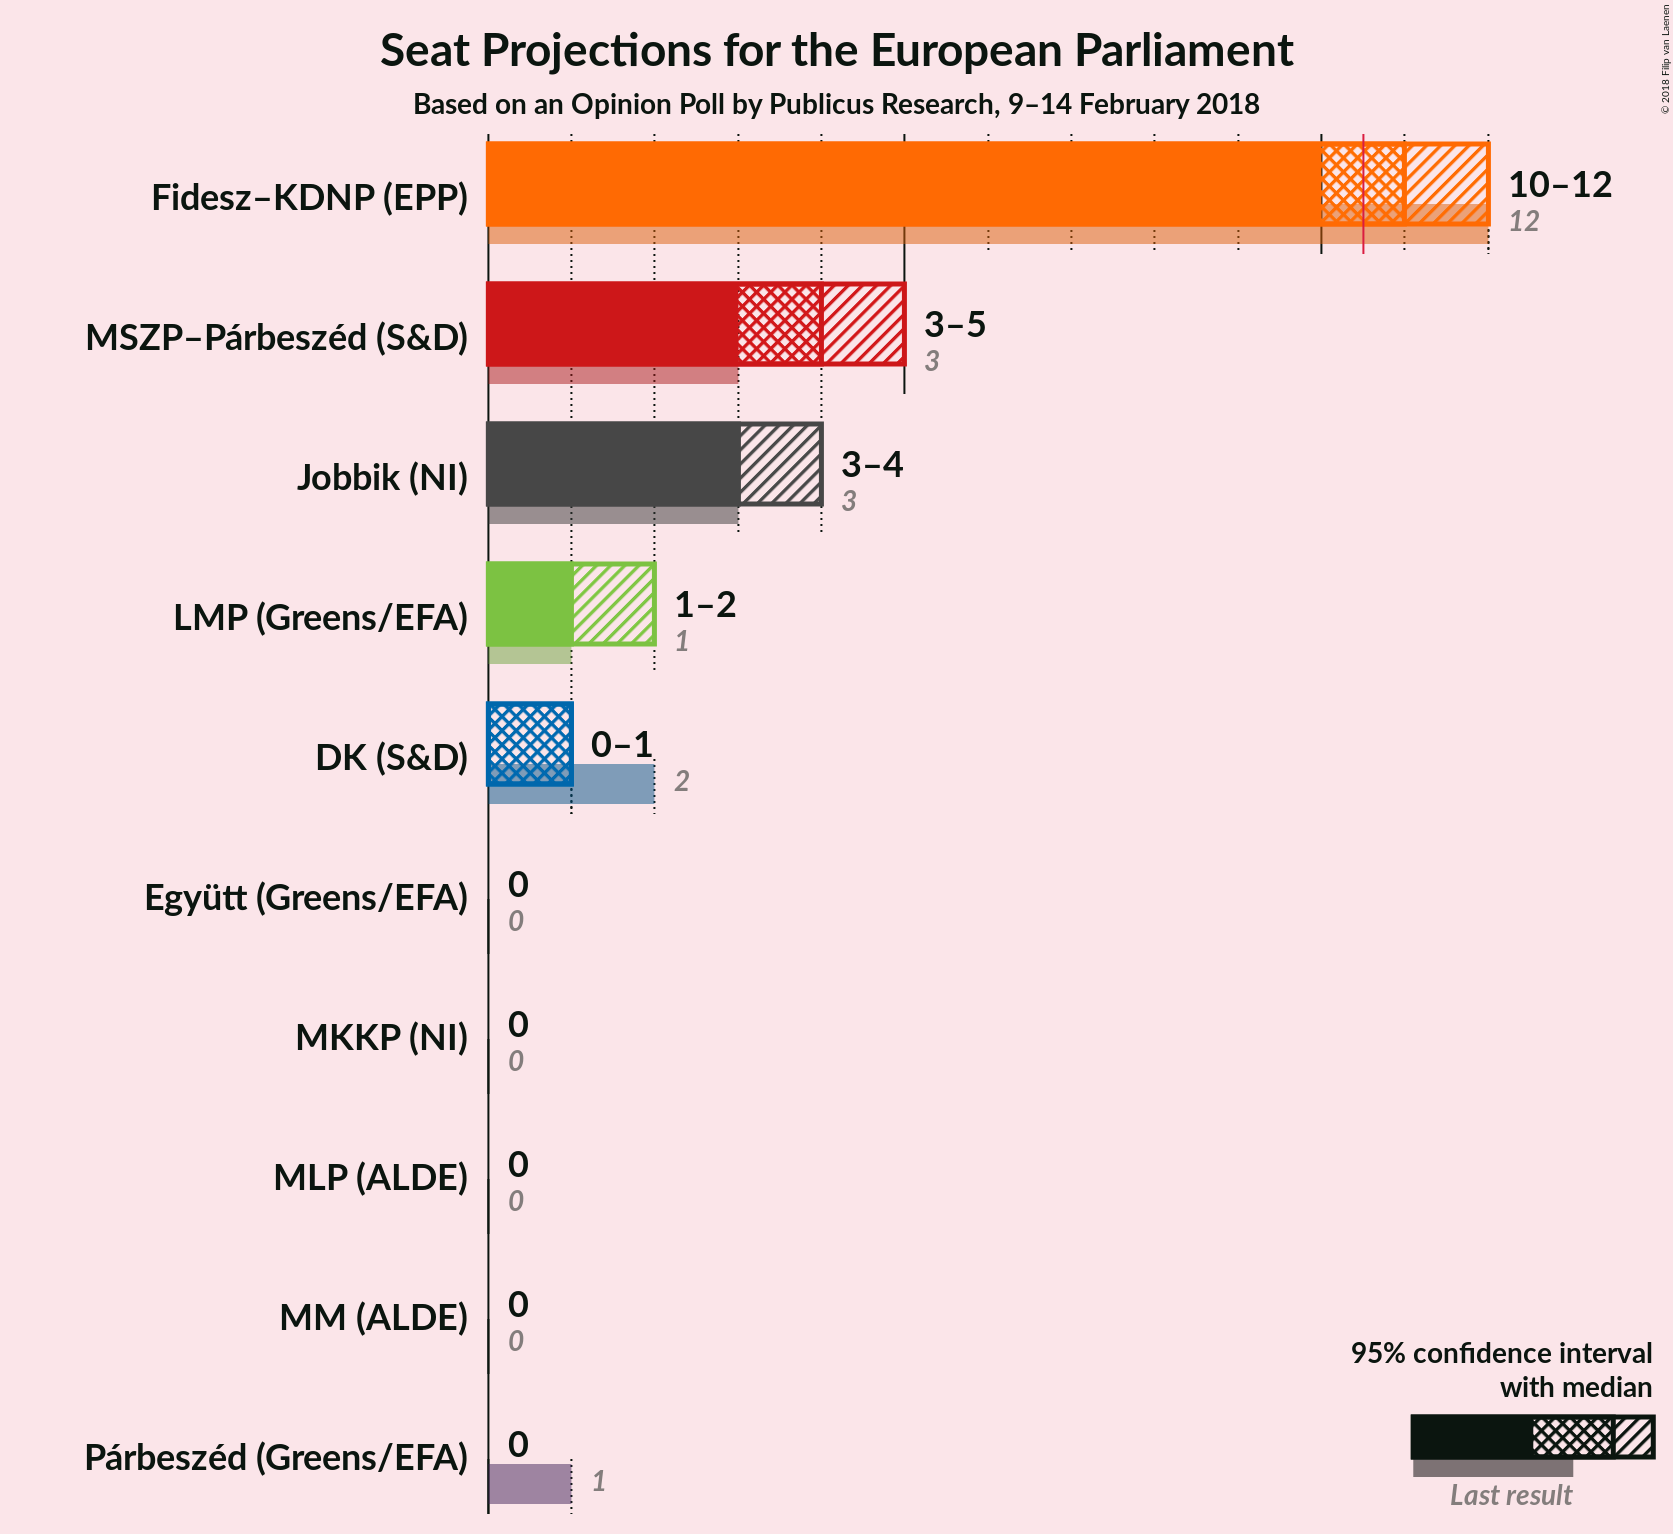 Seat Projections for the European Parliament
Based on an Opinion Poll by Publicus Research, 9–14 February 2018
© 2018 Filip van Laenen
Fidesz–KDNP (EPP)
10–12
12
MSZP–Párbeszéd (S&D)
3–5
3
Jobbik (NI)
3–4
3
LMP (Greens/EFA)
1–2
1
DK (S&D)
0–1
2
Együtt (Greens/EFA)
0
0
MKKP (NI)
0
0
MLP (ALDE)
0
0
MM (ALDE)
0
0
Párbeszéd (Greens/EFA)
0
1
95% confidence interval
with median
Last result